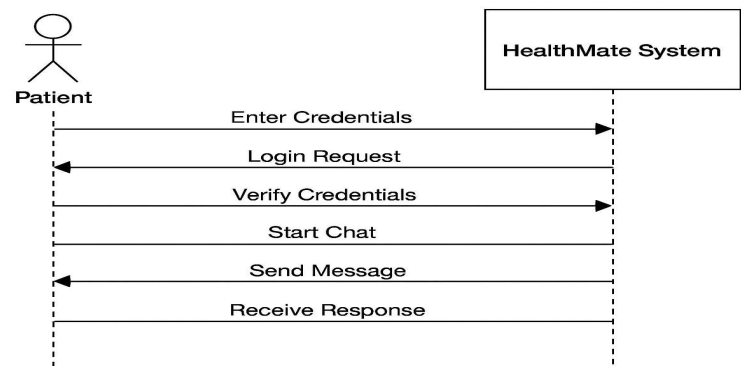 HealthMate System
Patient
Enter Credentials
Login Request
Verify Credentials
Start Chat
Send Message
Receive Response